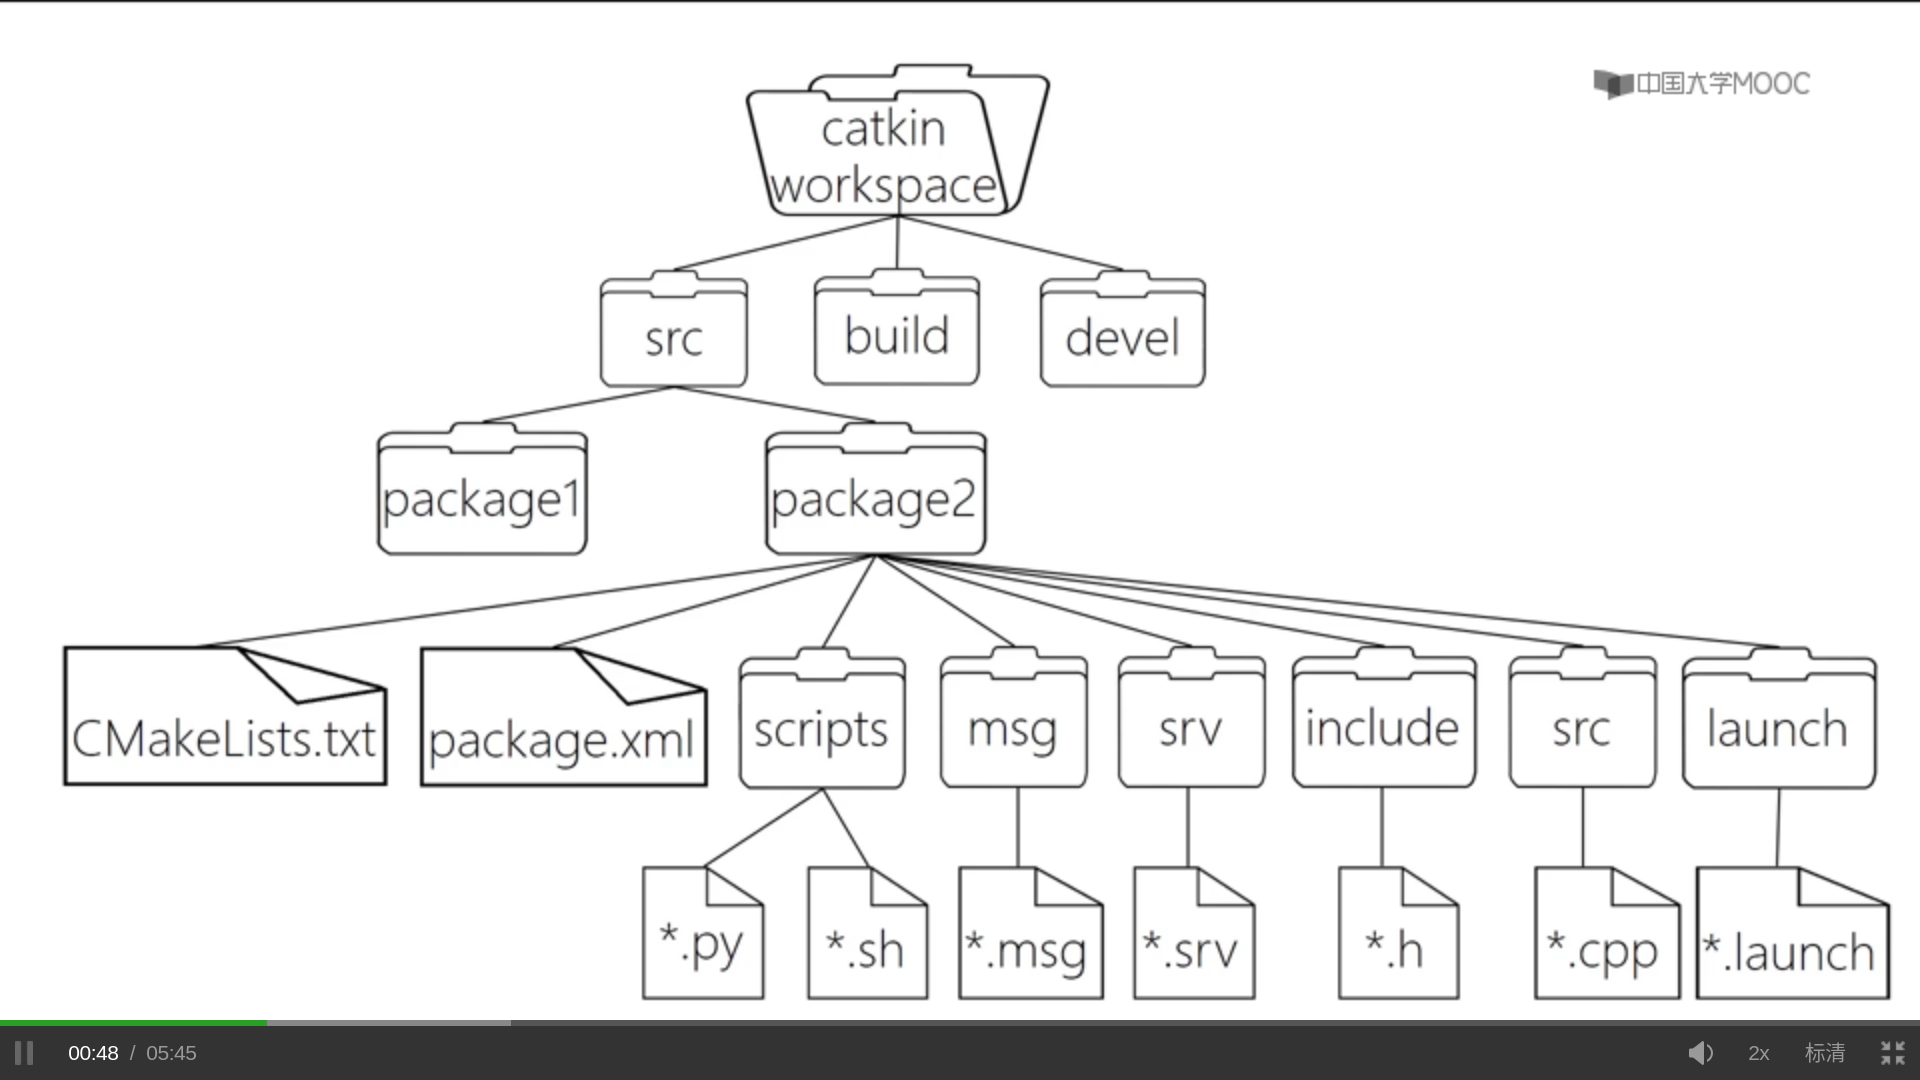 中国大学MOOC
catkin
workspace
src
build
devel
package1
package2
CMakeLists.txt
package.xml
scripts
msg
srv
include
src
launch
*.py
*.sh
*.msg
*.srv
*.h
*.cpp
*.launch
00:48 / 05:45
2x
标清